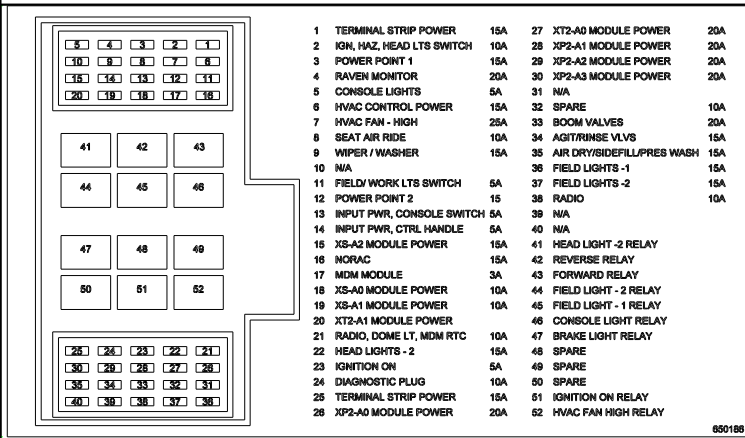 5 4 3 2 1
10 9 8 7 6
15 14 13 12 11
20 19 18 17 16
41 42 43
44 45 46
47 48 49
50 51 52
25 24 23 22 21
30 29 28 27 26
35 34 33 32 31
40 39 38 37 36
1 TERMINAL STRIP POWER 15A
2 IGN, HAZ, HEAD LTS SWITCH 10A
3 POWER POINT 1 15A
4 RAVEN MONITOR 20A
5 CONSOLE LIGHTS 5A
6 HVAC CONTROL POWER 15A
7 HVAC FAN - HIGH 25A
8 SEAT AIR RIDE 10A
9 WIPER / WASHER 15A
10 N/A
11 FIELD/ WORK LTS SWITCH 5A
12 POWER POINT 2 15
13 INPUT PWR, CONSOLE SWITCH 5A
14 INPUT PWR, CTRL HANDLE 5A
15 XS-A2 MODULE POWER 15A
16 NORAC 15A
17 MDM MODULE 3A
18 XS-A0 MODULE POWER 10A
19 XS-A1 MODULE POWER 10A
20 XT2-A1 MODULE POWER
21 RADIO, DOME LT, MDM RTC 10A
22 HEAD LIGHTS - 2 15A
23 IGNITION ON 5A
24 DIAGNOSTIC PLUG 10A
25 TERMINAL STRIP POWER 15A
26 XP2-A0 MODULE POWER 20A
27 XT2-A0 MODULE POWER 20A
28 XP2-A1 MODULE POWER 20A
29 XP2-A2 MODULE POWER 20A
30 XP2-A3 MODULE POWER 20A
31 N/A
32 SPARE 10A
33 BOOM VALVES 20A
34 AGIT/RINSE VLVS 15A
35 AIR DRY/SIDEFILL/PRES WASH 15A
36 FIELD LIGHTS -1 15A
37 FIELD LIGHTS -2 15A
38 RADIO 10A
39 N/A
40 N/A
41 HEAD LIGHT -2 RELAY
42 REVERSE RELAY
43 FORWARD RELAY
44 FIELD LIGHT - 2 RELAY
45 FIELD LIGHT - 1 RELAY
46 CONSOLE LIGHT RELAY
47 BRAKE LIGHT RELAY
48 SPARE
49 SPARE
50 SPARE
51 IGNITION ON RELAY
52 HVAC FAN HIGH RELAY
650186